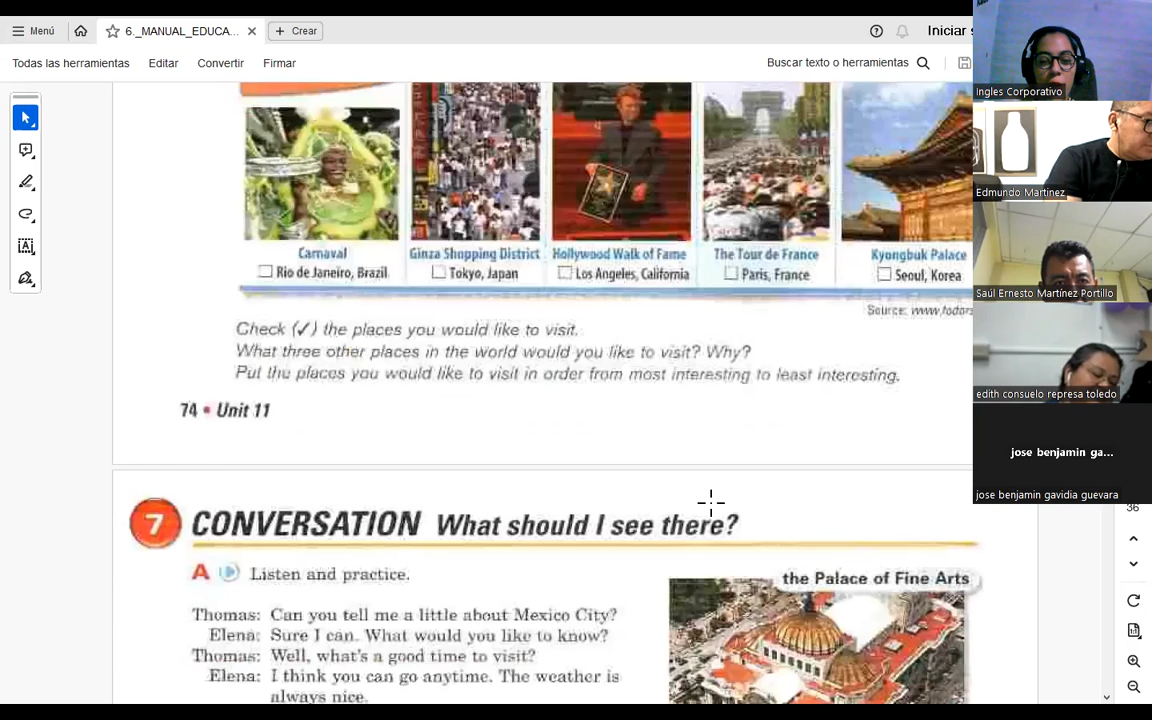 Menú
6._MANUAL_EDUCA...
Crear
Iniciar s
Todas las herramientas
Editar
Convertir
Firmar
Buscar texto o herramientas
Ingles Corporativo
Edmundo Martinez
Saúl Ernesto Martínez Portillo
edith consuelo represa toledo
jose benjamin ga...
jose benjamin gavidia guevara
Carnaval
Rio de Janeiro, Brazil
Ginza Shopping District
Tokyo, Japan
Hollywood Walk of Fame
Los Angeles, California
The Tour de France
Paris, France
Kyongbuk Palace
Seoul, Korea
Source: www.fodors
Check (✓) the places you would like to visit.
What three other places in the world would you like to visit? Why?
Put the places you would like to visit in order from most interesting to least interesting.
74 • Unit 11
7 CONVERSATION What should I see there?
A Listen and practice.
the Palace of Fine Arts
Thomas: Can you tell me a little about Mexico City?
Elena: Sure I can. What would you like to know?
Thomas: Well, what's a good time to visit?
Elena: I think you can go anytime. The weather is
always nice.
36